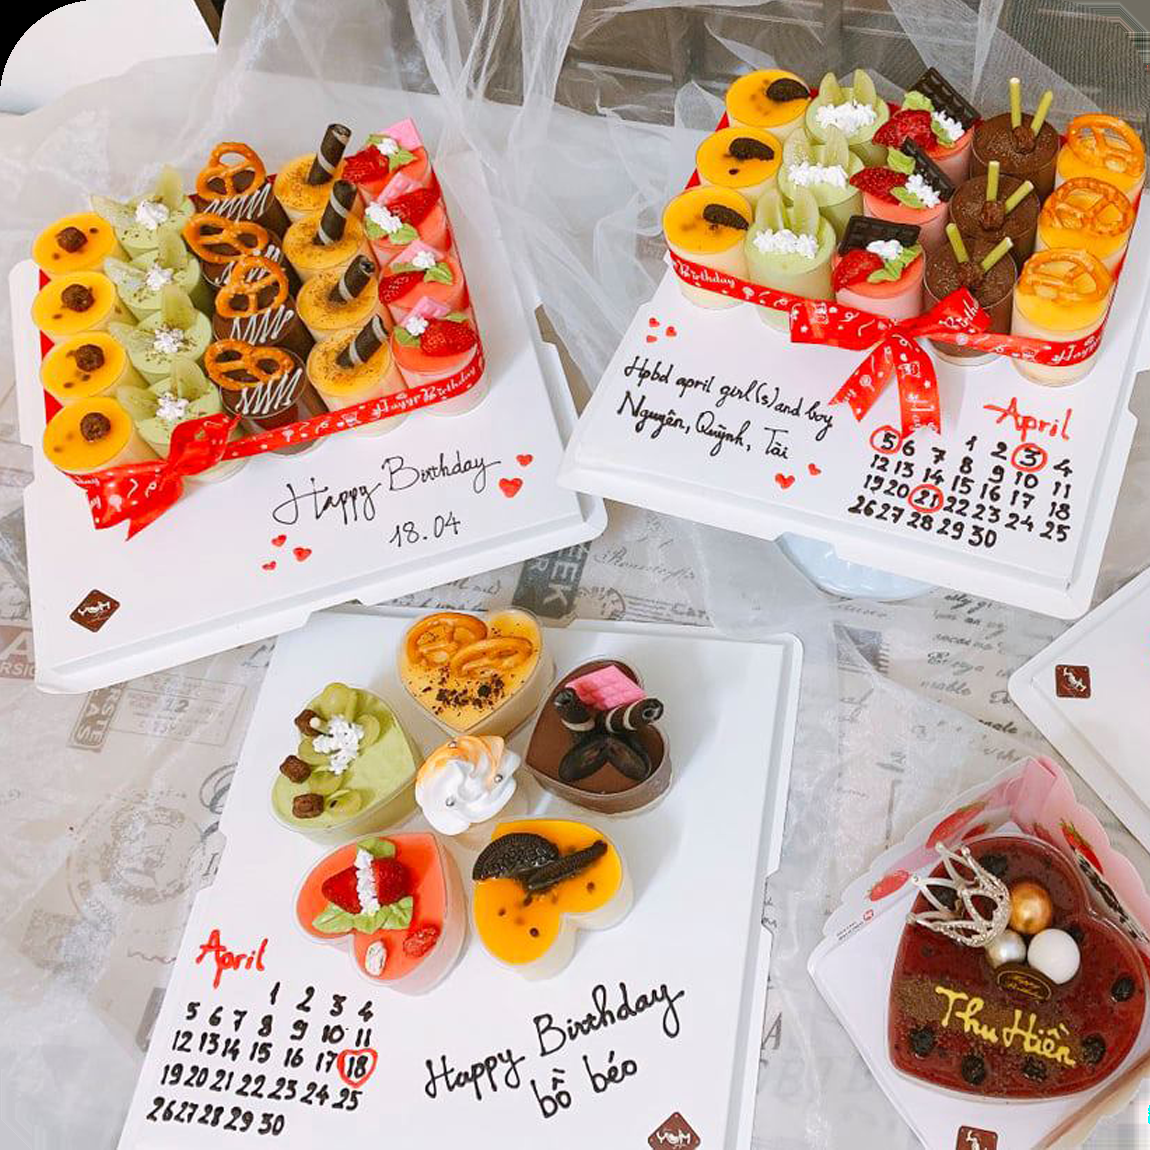 Happy Birthday
18.04
YOM
Birthday
Hpbd april girl(s) and boy
Nguyên, Quỳnh, Tài
April
1 2 3 4
5 6 7 8 9 10 11
12 13 14 15 16 17 18
19 20 21 22 23 24 25
26 27 28 29 30
April
1 2 3 4
5 6 7 8 9 10 11
12 13 14 15 16 17 18
19 20 21 22 23 24 25
26 27 28 29 30
Happy Birthday
bồ béo
YOM
Thu Hiền